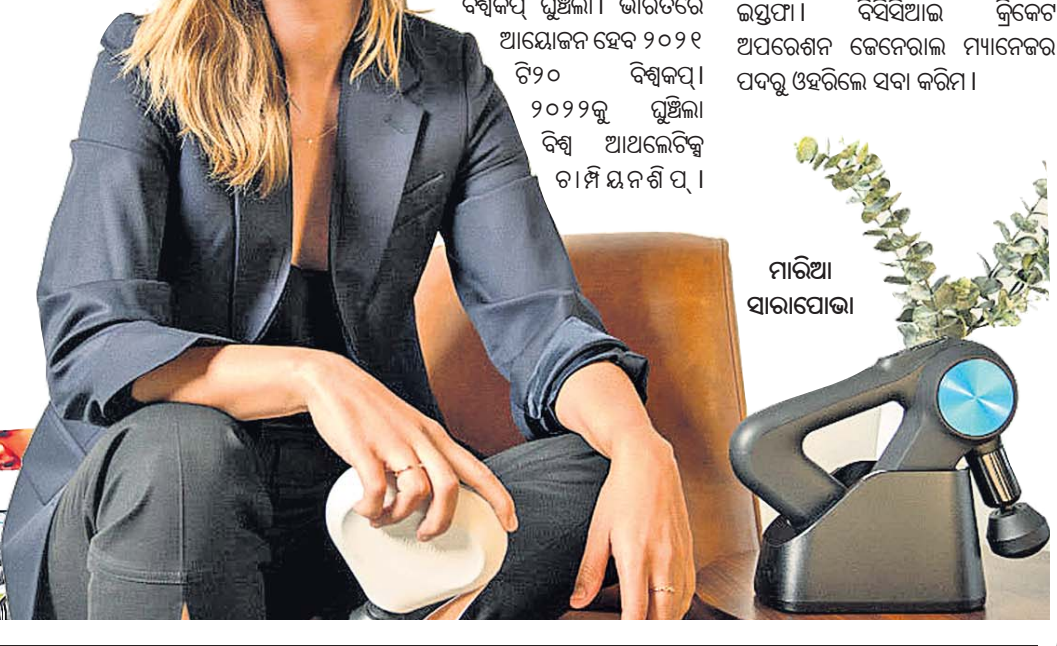 ବିଶ୍ୱକପ୍ ଘୁଞ୍ଚିଲା। ଭାରତରେ
ଆୟୋଜନ ହେବ ୨୦୨୧
ଟି୨୦ ବିଶ୍ୱକପ୍।
୨୦୨୨କୁ ଘୁଞ୍ଚିଲା
ବିଶ୍ୱ ଆଥଲେଟିକ୍ସ
ଚାମ୍ପିୟନଶିପ୍।
ଇସ୍ତଫା। ବିସିସିଆଇ କ୍ରିକେଟ
ଅପରେଶନ ଜେନେରାଲ ମ୍ୟାନେଜର
ପଦରୁ ଓହରିଲେ ସବା କରିମ।
ମାରିଆ
ସାରାପୋଭା